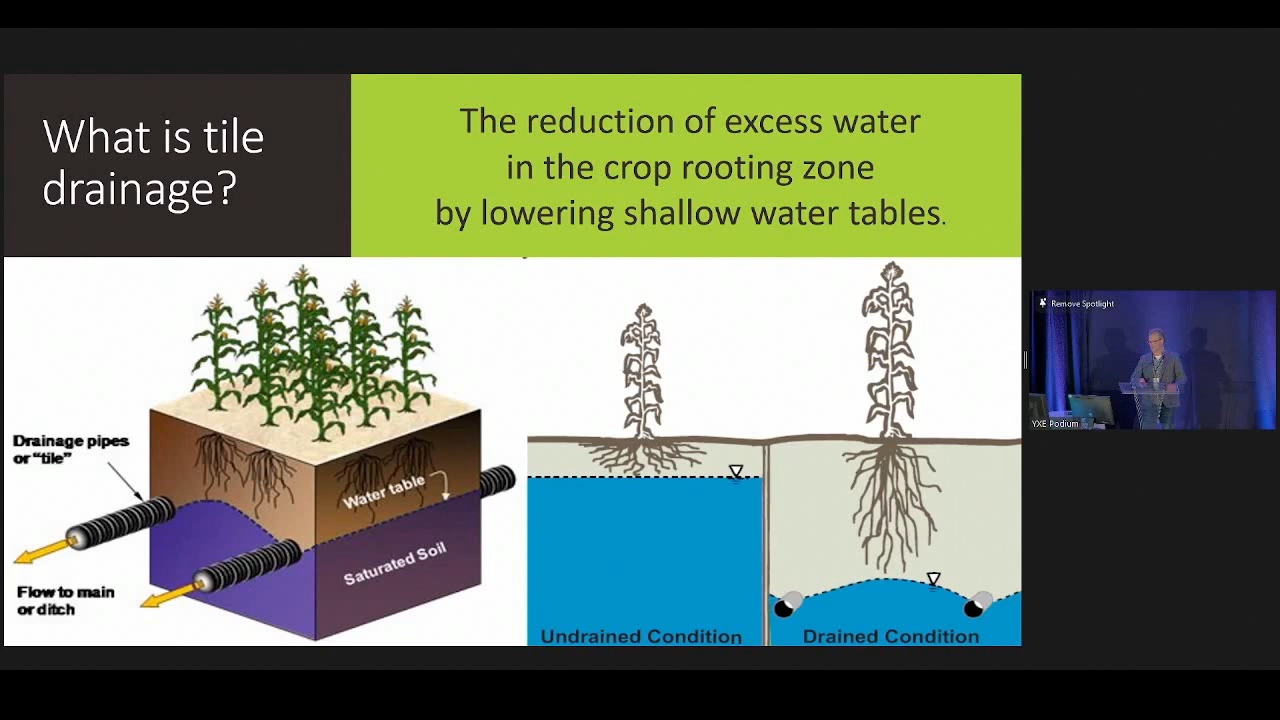 What is tile
drainage?
The reduction of excess water
in the crop rooting zone
by lowering shallow water tables.
Drainage pipes
or “tile”
Water table
Saturated Soil
Flow to main
or ditch
Undrained Condition
Drained Condition
Remove Spotlight
YXE Podium